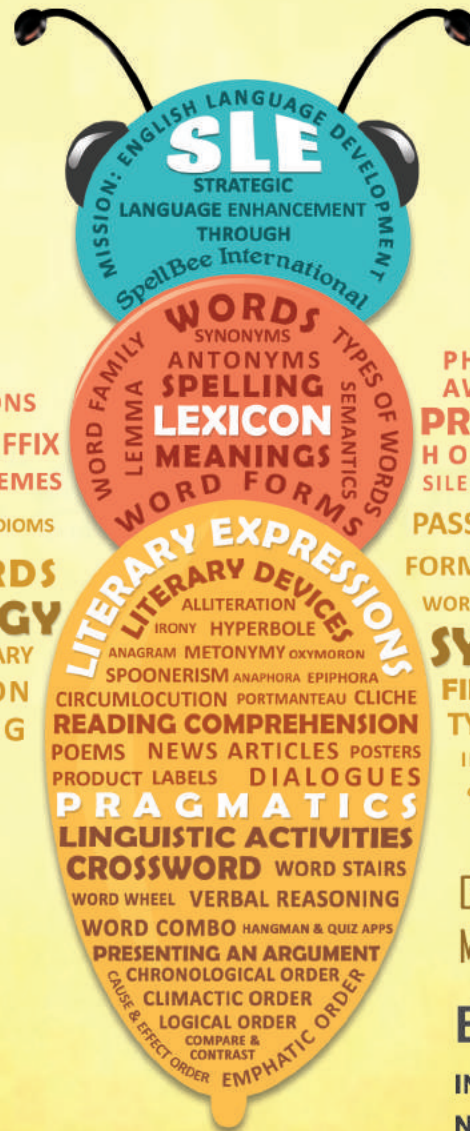 MISSION: ENGLISH LANGUAGE DEVELOPMENT
SLE
STRATEGIC
LANGUAGE ENHANCEMENT
THROUGH
SpellBee International
WORDS
SYNONYMS
ANTONYMS
SPELLING
LEXICON
MEANINGS
WORD FORMS
WORD FAMILY
LEMMA
SEMANTICS
TYPES OF WORDS
LITERARY EXPRESSIONS
LITERARY DEVICES
ALLITERATION
IRONY HYPERBOLE
ANAGRAM METONYMY OXYMORON
SPOONERISM ANAPHORA EPIPHORA
CIRCUMLOCUTION PORTMANTEAU CLICHE
READING COMPREHENSION
POEMS NEWS ARTICLES POSTERS
PRODUCT LABELS DIALOGUES
PRAGMATICS
LINGUISTIC ACTIVITIES
CROSSWORD WORD STAIRS
WORD WHEEL VERBAL REASONING
WORD COMBO HANGMAN & QUIZ APPS
PRESENTING AN ARGUMENT
CHRONOLOGICAL ORDER
CLIMACTIC ORDER
LOGICAL ORDER
COMPARE &
CONTRAST
CAUSE & EFFECT ORDER
EMPHATIC ORDER
ONS
FFIX
EMES
DIOMS
RDS
GY
ARY
ON
G
PH
AV
PR
HO
SILE
PASS
FORM
WOR
SY
FI
TY
M
E
IN
N